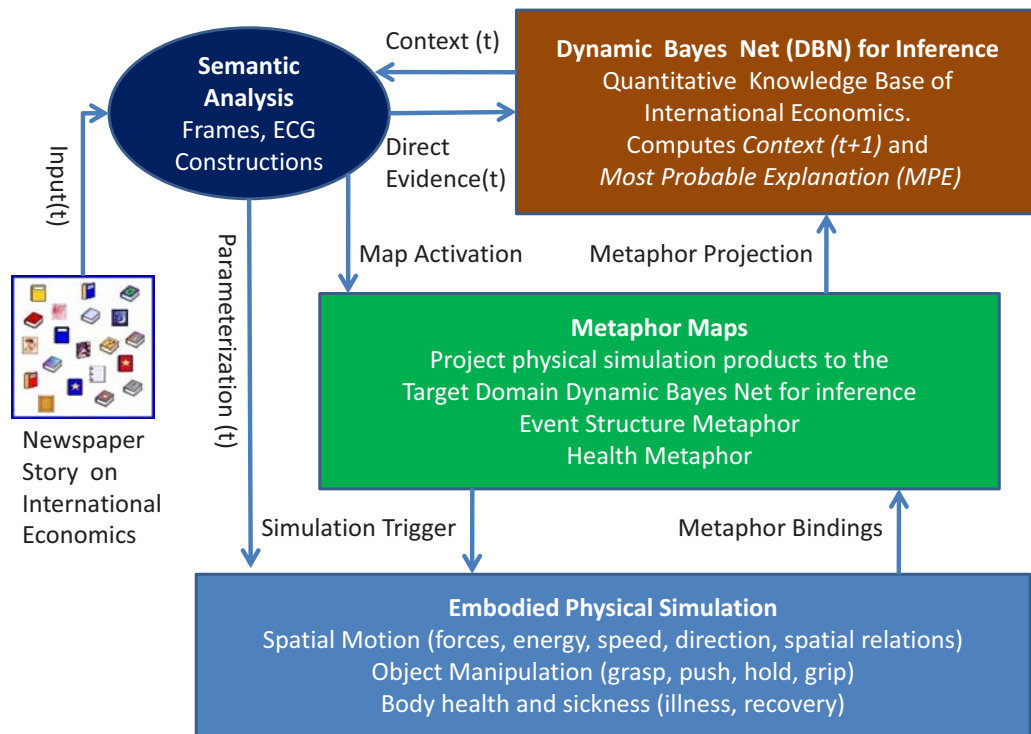 Semantic
Analysis
Frames, ECG
Constructions
Context (t)
Direct
Evidence(t)
Dynamic Bayes Net (DBN) for Inference
Quantitative Knowledge Base of
International Economics.
Computes Context (t+1) and
Most Probable Explanation (MPE)
Input(t)
Parameterization (t)
Map Activation
Metaphor Projection
Newspaper
Story on
International
Economics
Metaphor Maps
Project physical simulation products to the
Target Domain Dynamic Bayes Net for inference
Event Structure Metaphor
Health Metaphor
Simulation Trigger
Metaphor Bindings
Embodied Physical Simulation
Spatial Motion (forces, energy, speed, direction, spatial relations)
Object Manipulation (grasp, push, hold, grip)
Body health and sickness (illness, recovery)